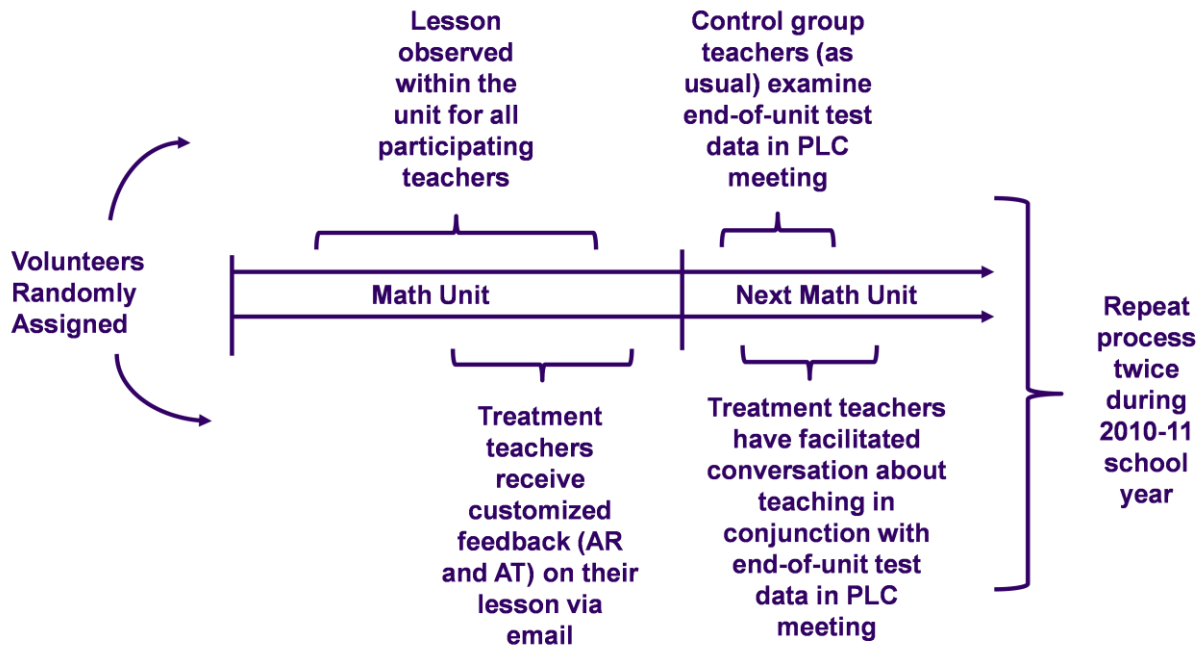 Volunteers
Randomly
Assigned
Lesson
observed
within the
unit for all
participating
teachers
Control group
teachers (as
usual) examine
end-of-unit test
data in PLC
meeting
Math Unit
Next Math Unit
Treatment
teachers
receive
customized
feedback (AR
and AT) on their
lesson via
email
Treatment teachers
have facilitated
conversation about
teaching in
conjunction with
end-of-unit test
data in PLC
meeting
Repeat
process
twice
during
2010-11
school
year